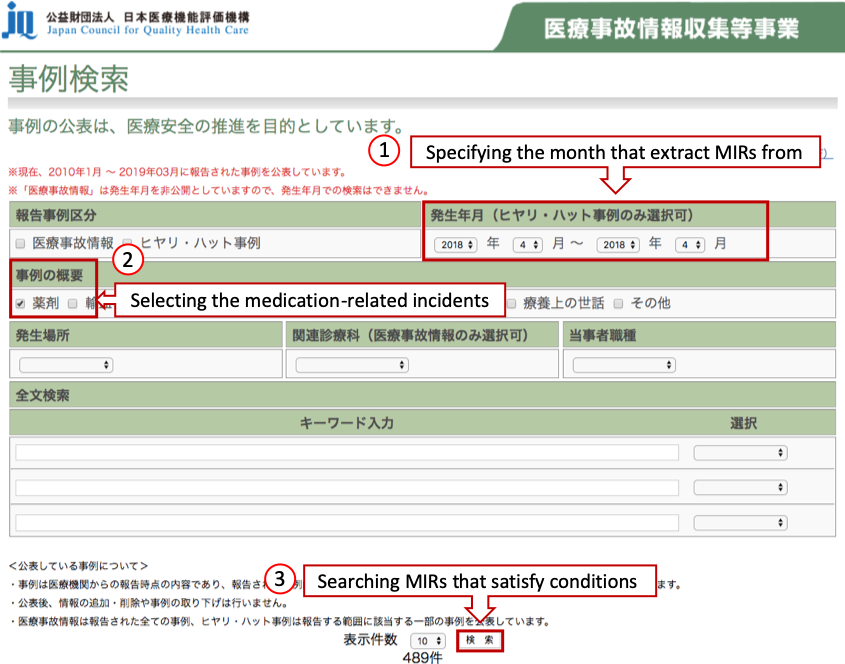 公益財団法人 日本医療機能評価機構
Japan Council for Quality Health Care
医療事故情報収集等事業
事例検索
事例の公表は、医療安全の推進を目的としています。
① Specifying the month that extract MIRs from
※現在、2010年1月 〜 2019年03月に報告された事例を公表しています。
※「医療事故情報」は発生年月を非公開としていますので、発生年月での検索はできません。
報告事例区分 発生年月（ヒヤリ・ハット事例のみ選択可）
医療事故情報 ヒヤリ・ハット事例 2018 年 4 月 〜 2018 年 4 月
②
事例の概要
薬剤 輸 Selecting the medication-related incidents 療養上の世話 その他
発生場所 関連診療科（医療事故情報のみ選択可） 当事者職種
全文検索
キーワード入力 選択
＜公表している事例について＞
・事例は医療機関からの報告時点の内容であり、報告さ ③ 例 Searching MIRs that satisfy conditions ます。
・公表後、情報の追加・削除や事例の取り下げは行いません。
・医療事故情報は報告された全ての事例、ヒヤリ・ハット事例は報告する範囲に該当する一部の事例を公表しています。
表示件数 10 検 索
489件